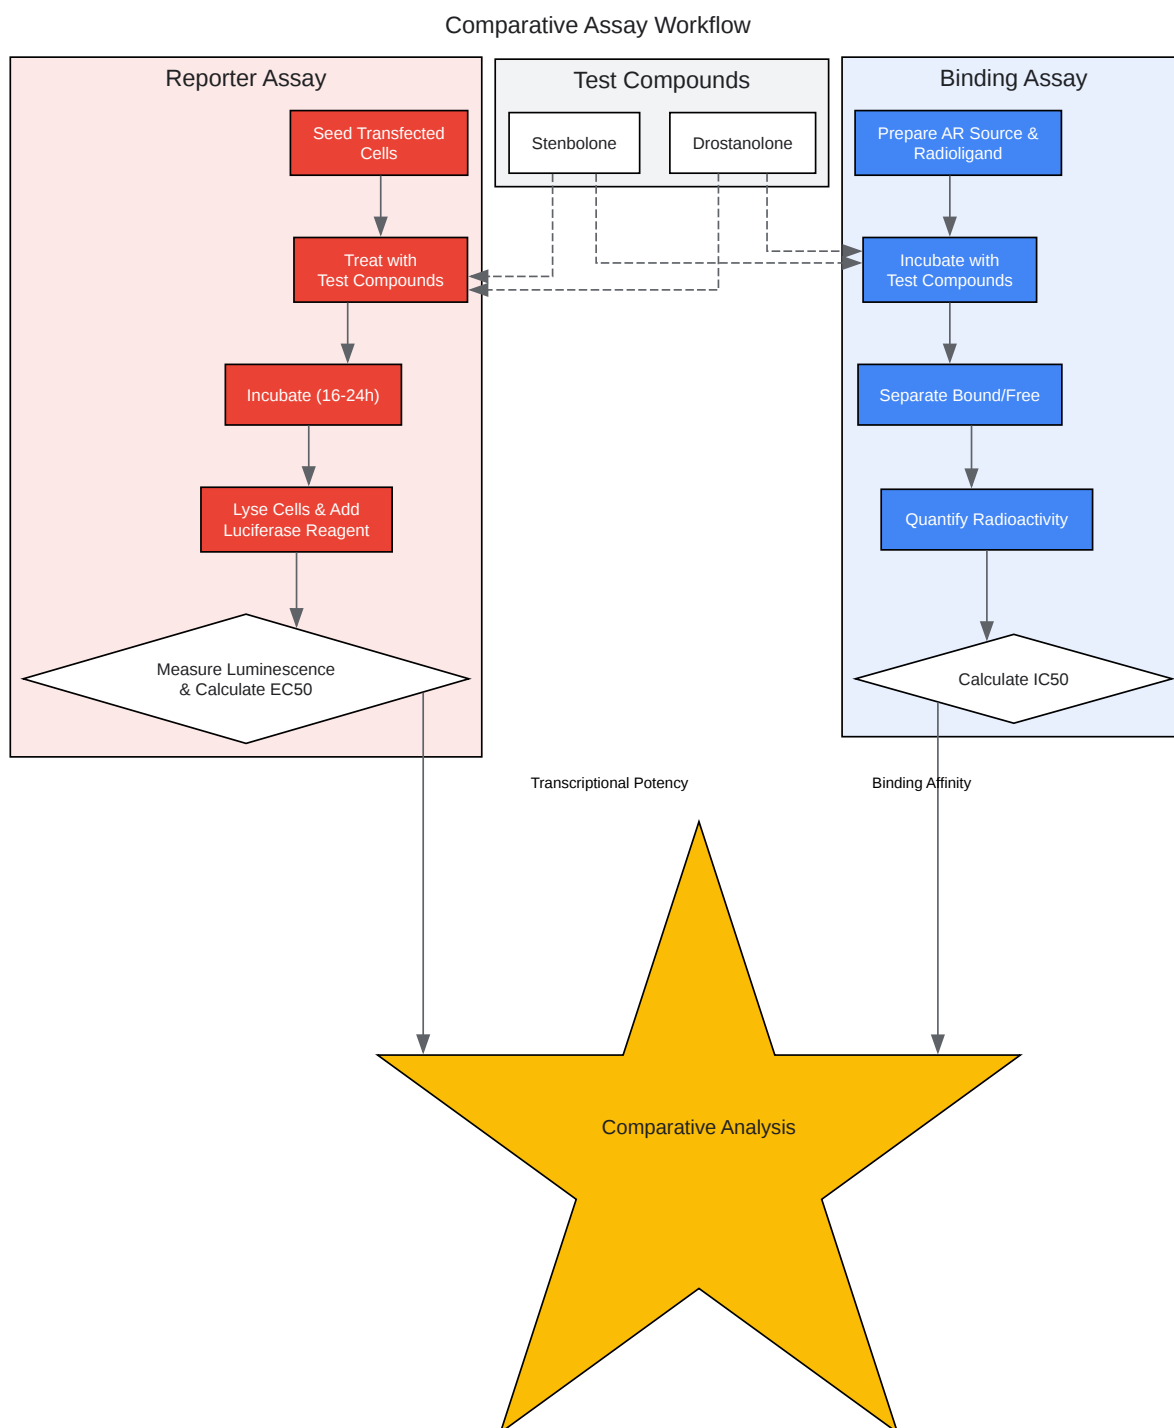 Comparative Assay Workflow
Reporter Assay
Seed Transfected
Cells
Treat with
Test Compounds
Incubate (16-24h)
Lyse Cells & Add
Luciferase Reagent
Measure Luminescence
& Calculate EC50
Test Compounds
Stenbolone
Drostanolone
Binding Assay
Prepare AR Source &
Radioligand
Incubate with
Test Compounds
Separate Bound/Free
Quantify Radioactivity
Calculate IC50
Transcriptional Potency
Binding Affinity
Comparative Analysis